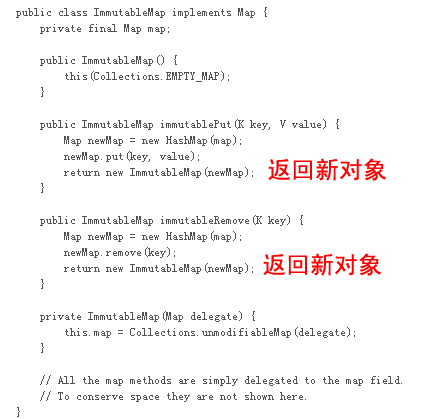 public class ImmutableMap implements Map {
    private final Map map;

    public ImmutableMap() {
        this(Collections.EMPTY_MAP);
    }

    public ImmutableMap immutablePut(K key, V value) {
        Map newMap = new HashMap(map);
        newMap.put(key, value);
        return new ImmutableMap(newMap); 返回新对象
    }

    public ImmutableMap immutableRemove(K key) {
        Map newMap = new HashMap(map);
        newMap.remove(key);
        return new ImmutableMap(newMap); 返回新对象
    }

    private ImmutableMap(Map delegate) {
        this.map = Collections.unmodifiableMap(delegate);
    }

    // All the map methods are simply delegated to the map field.
    // To conserve space they are not shown here.
}